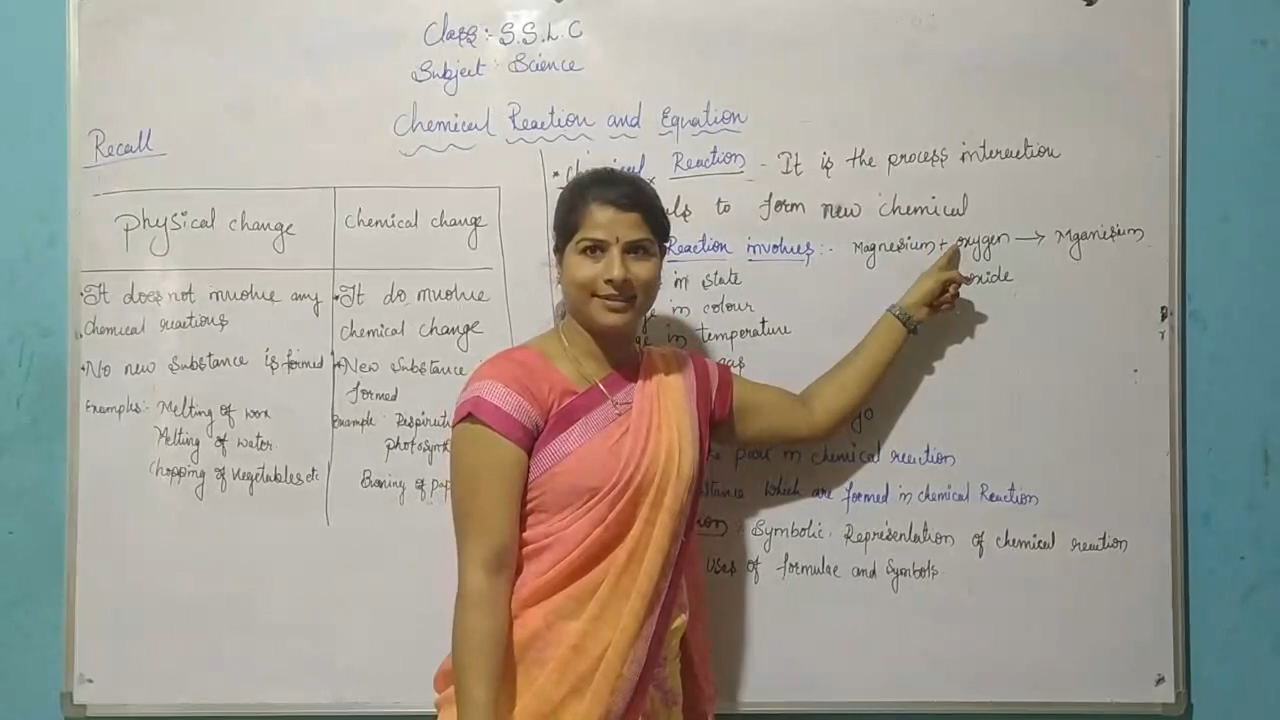 Class :- S.S.L.C
Subject : Science
Chemical Reaction and Equation
Recall
Physical change
Chemical change
• It does not involve any
chemical reactions
• No new Substance is formed
Examples:- Melting of wax
Melting of water
chopping of vegetables etc
• It do involve
chemical change
New Substance
formed
Example :
photosynth
Burning of pap
* Reaction - It is the process interaction
to form new chemical
Reaction involves :- Magnesium + oxygen → Mganesium
oxide
in state
in colour
in temperature
gas
go
in chemical reaction
which are formed in chemical Reaction
Symbolic Representation of chemical reaction
uses of formulae and Symbols